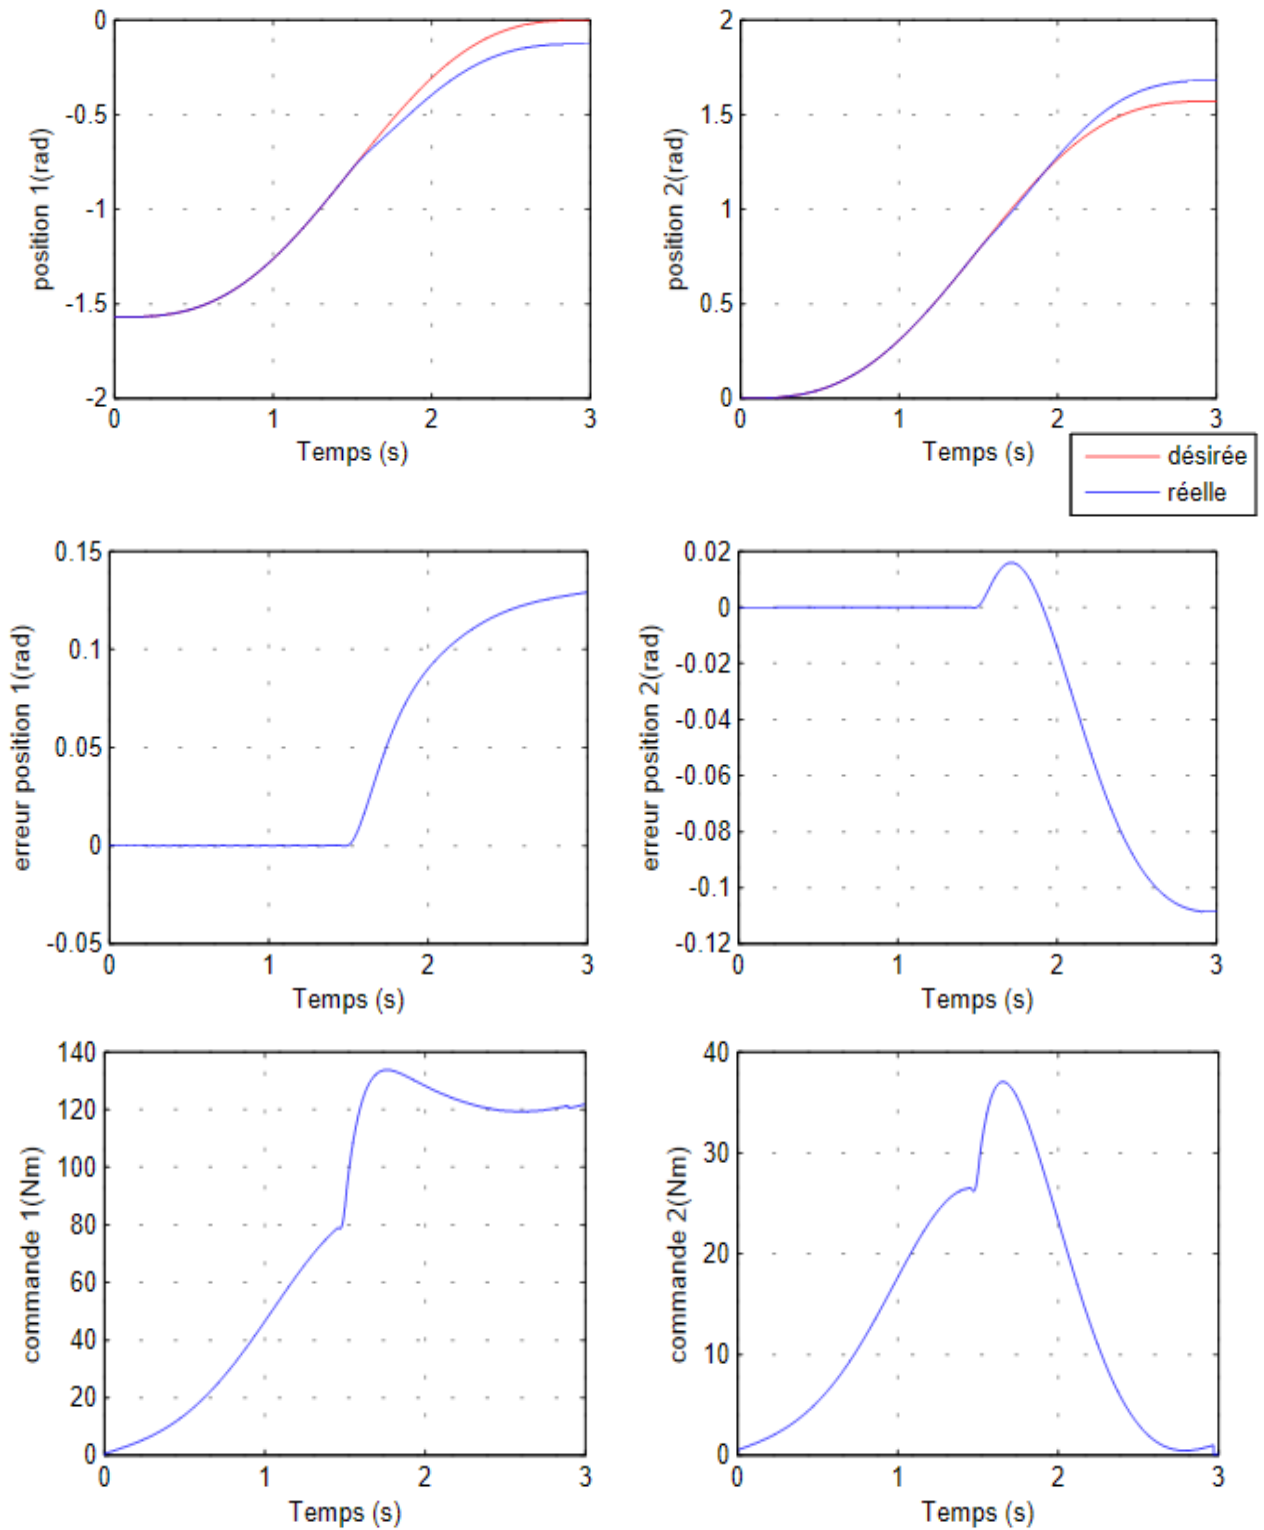 0
-0.5
-1
-1.5
-2
0 1 2 3
position 1(rad)
Temps (s)
2
1.5
1
0.5
0
0 1 2 3
position 2(rad)
Temps (s)
désirée
réelle
0.15
0.1
0.05
0
-0.05
0 1 2 3
erreur position 1(rad)
Temps (s)
0.02
0
-0.02
-0.04
-0.06
-0.08
-0.1
-0.12
0 1 2 3
erreur position 2(rad)
Temps (s)
140
120
100
80
60
40
20
0
0 1 2 3
commande 1(Nm)
Temps (s)
40
30
20
10
0
0 1 2 3
commande 2(Nm)
Temps (s)